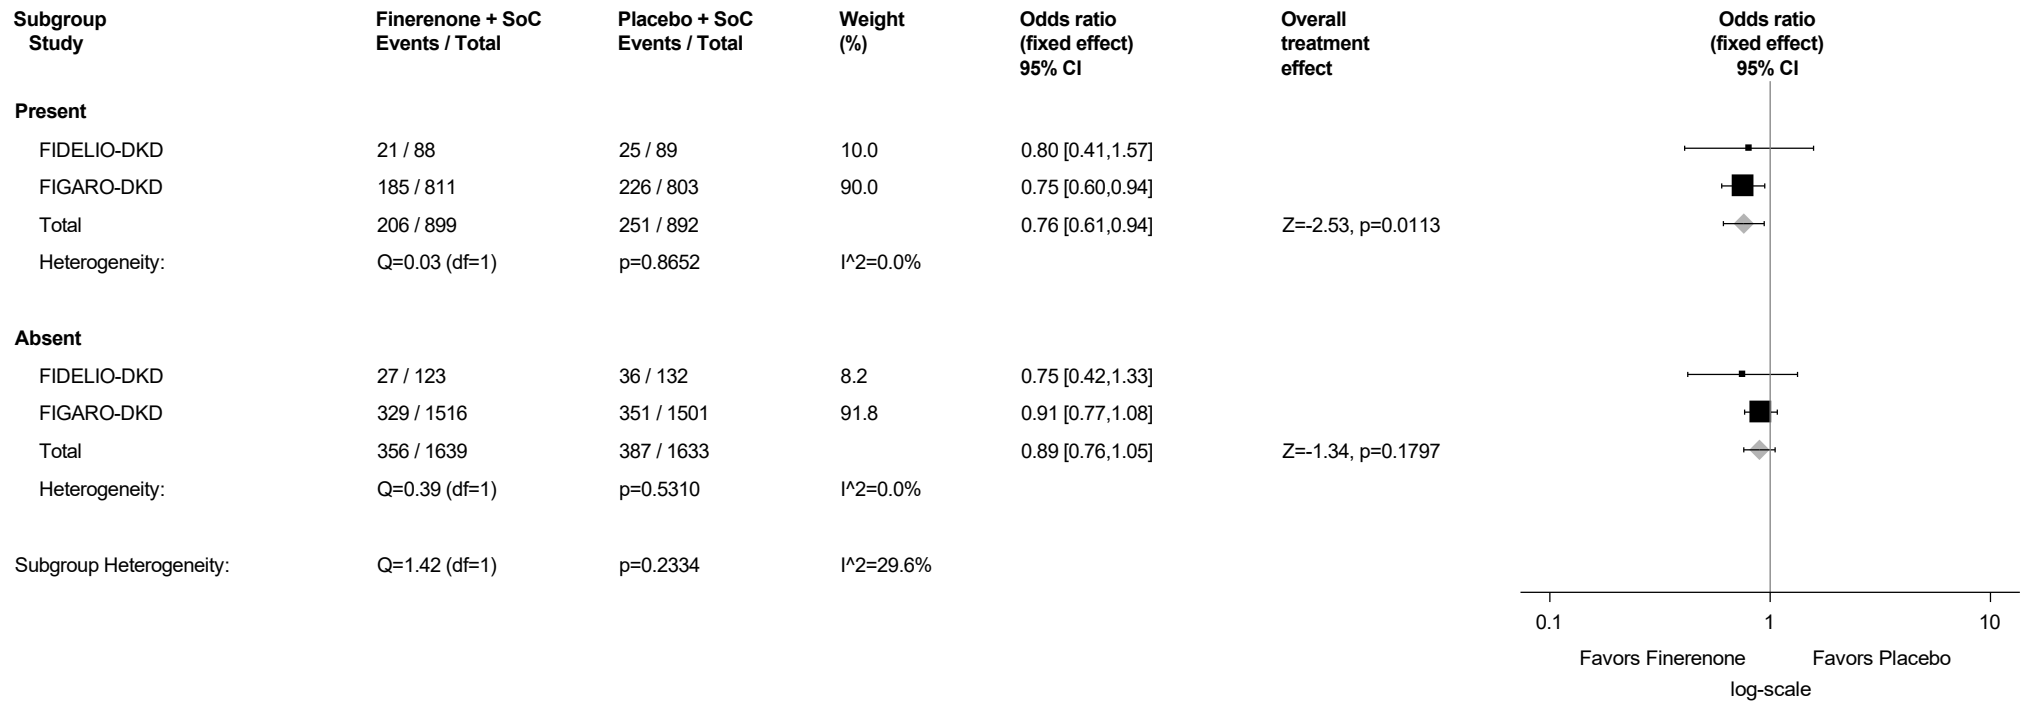 Subgroup Finerenone + SoC Placebo + SoC Weight Odds ratio Overall Odds ratio
Study Events / Total Events / Total (%) (fixed effect) treatment (fixed effect)
95% CI effect 95% CI
Present
FIDELIO-DKD 21 / 88 25 / 89 10.0 0.80 [0.41,1.57]
FIGARO-DKD 185 / 811 226 / 803 90.0 0.75 [0.60,0.94]
Total 206 / 899 251 / 892 0.76 [0.61,0.94] Z=-2.53, p=0.0113
Heterogeneity: Q=0.03 (df=1) p=0.8652 I^2=0.0%
Absent
FIDELIO-DKD 27 / 123 36 / 132 8.2 0.75 [0.42,1.33]
FIGARO-DKD 329 / 1516 351 / 1501 91.8 0.91 [0.77,1.08]
Total 356 / 1639 387 / 1633 0.89 [0.76,1.05] Z=-1.34, p=0.1797
Heterogeneity: Q=0.39 (df=1) p=0.5310 I^2=0.0%
Subgroup Heterogeneity: Q=1.42 (df=1) p=0.2334 I^2=29.6%
0.1 1 10
Favors Finerenone Favors Placebo
log-scale